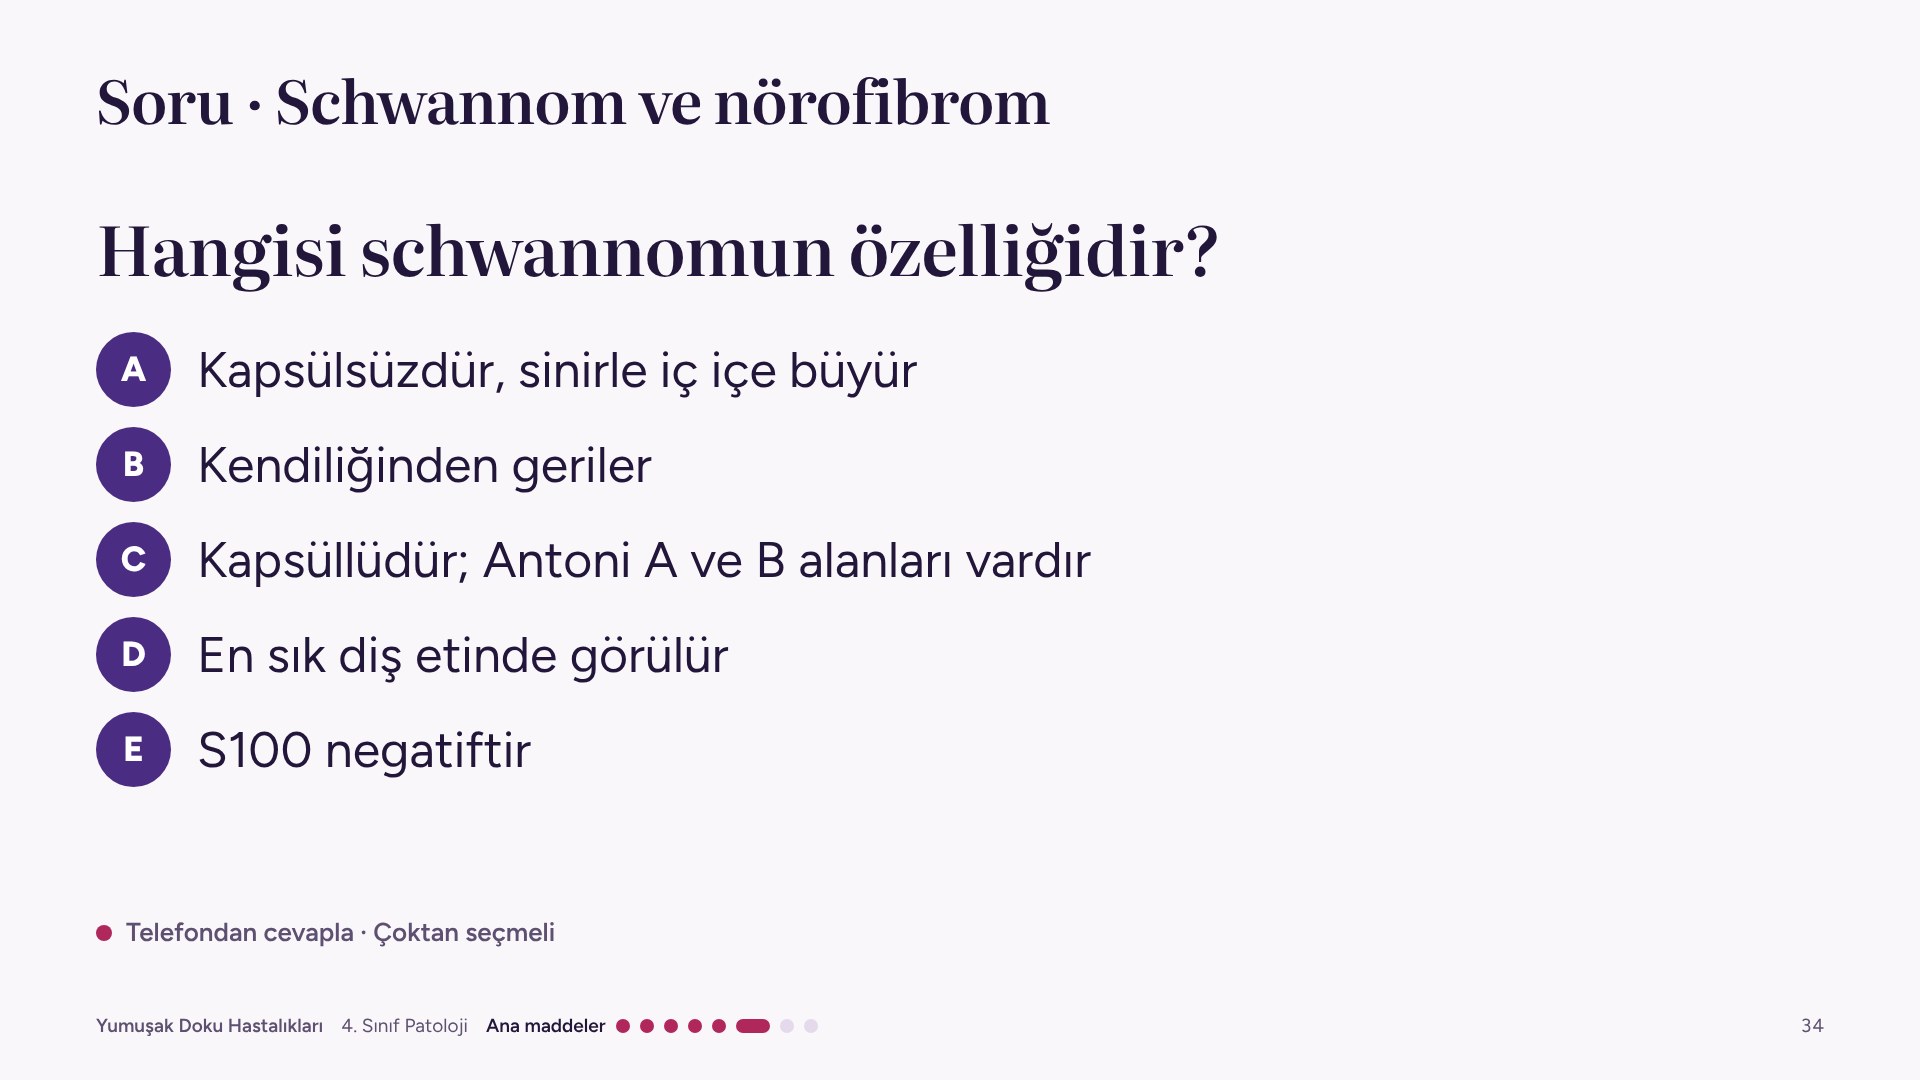 Soru · Schwannom ve nörofibrom
Hangisi schwannomun özelliğidir?
A Kapsülsüzdür, sinirle iç içe büyür
B Kendiliğinden geriler
C Kapsüllüdür; Antoni A ve B alanları vardır
D En sık diş etinde görülür
E S100 negatiftir
Telefondan cevapla · Çoktan seçmeli
Yumuşak Doku Hastalıkları 4. Sınıf Patoloji Ana maddeler 34